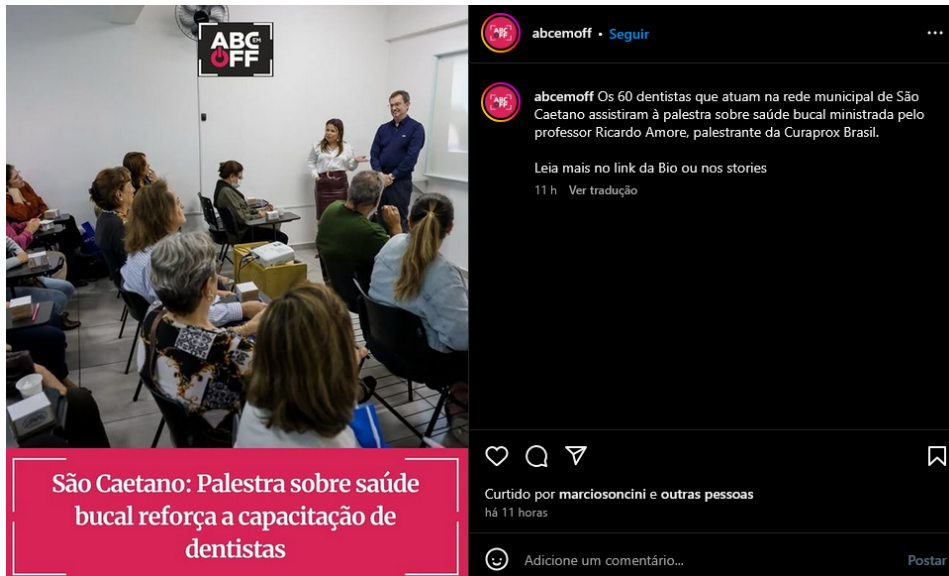 ABC
EM
OFF
São Caetano: Palestra sobre saúde
bucal reforça a capacitação de
dentistas
abcemoff • Seguir
abcemoff Os 60 dentistas que atuam na rede municipal de São
Caetano assistiram à palestra sobre saúde bucal ministrada pelo
professor Ricardo Amore, palestrante da Curaprox Brasil.
Leia mais no link da Bio ou nos stories
11 h Ver tradução
Curtido por marciosoncini e outras pessoas
há 11 horas
Adicione um comentário...
Postar